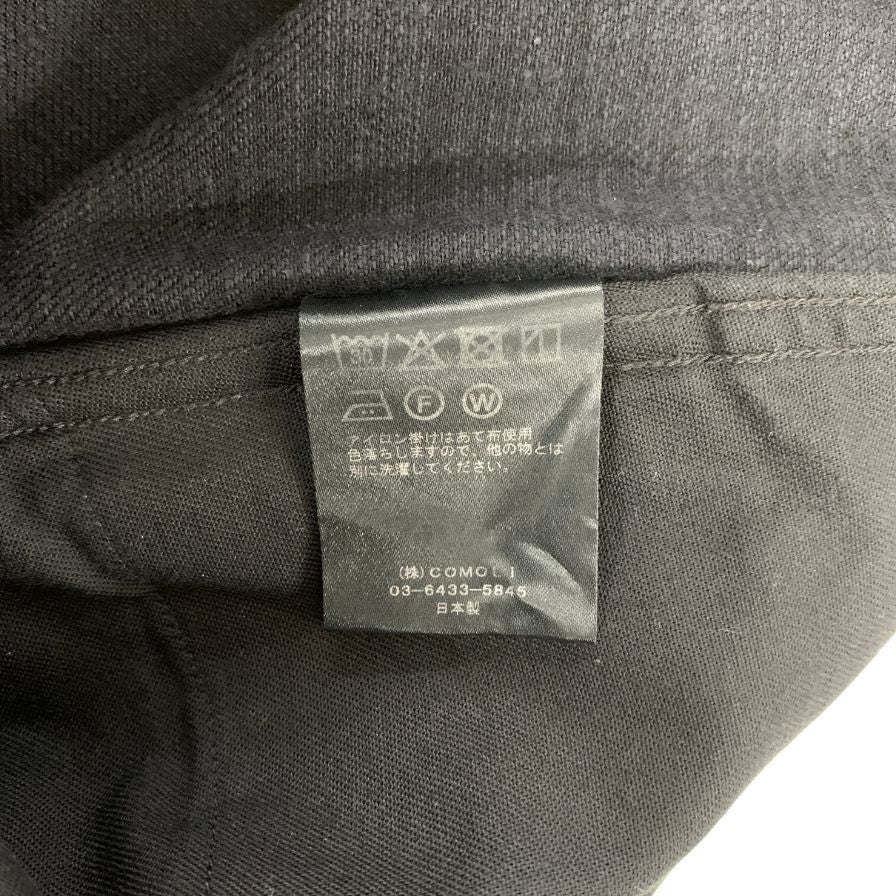 30
F W
アイロン掛けはあて布使用
色落ちしますので、他の物とは
別に洗濯してください。
(株)COMOLI
03-6433-5845
日本製